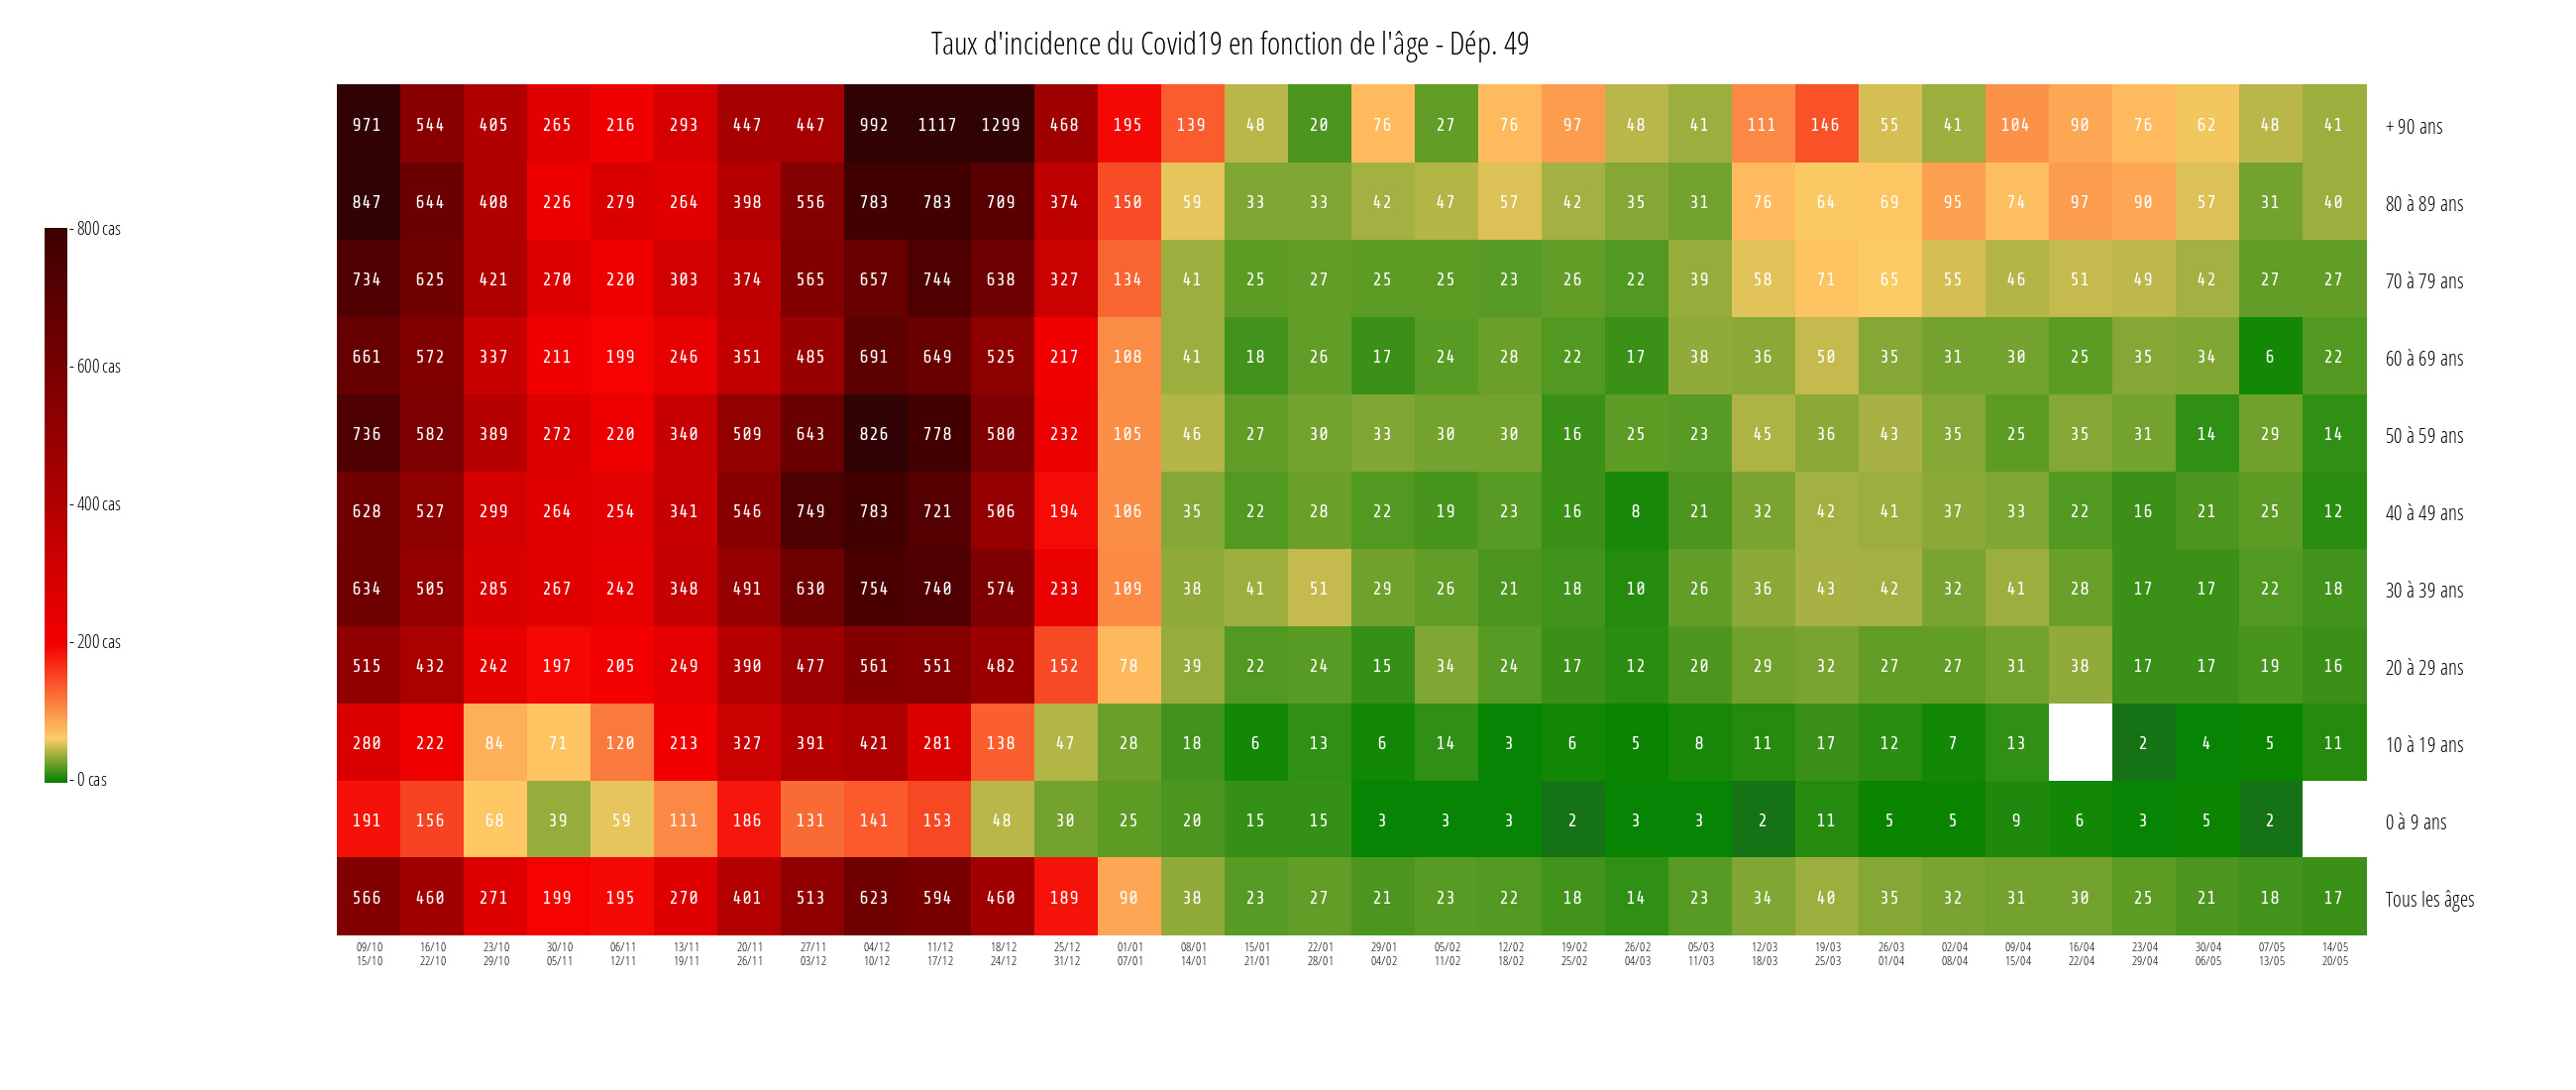 Taux d'incidence du Covid19 en fonction de l'âge - Dép. 49
- 800 cas
- 600 cas
- 400 cas
- 200 cas
- 0 cas
971 544 405 265 216 293 447 447 992 1117 1299 468 195 139 48 20 76 27 76 97 48 41 111 146 55 41 104 90 76 62 48 41 + 90 ans
847 644 408 226 279 264 398 556 783 783 709 374 150 59 33 33 42 47 57 42 35 31 76 64 69 95 74 97 90 57 31 40 80 à 89 ans
734 625 421 270 220 303 374 565 657 744 638 327 134 41 25 27 25 25 23 26 22 39 58 71 65 55 46 51 49 42 27 27 70 à 79 ans
661 572 337 211 199 246 351 485 691 649 525 217 108 41 18 26 17 24 28 22 17 38 36 50 35 31 30 25 35 34 6 22 60 à 69 ans
736 582 389 272 220 340 509 643 826 778 580 232 105 46 27 30 33 30 30 16 25 23 45 36 43 35 25 35 31 14 29 14 50 à 59 ans
628 527 299 264 254 341 546 749 783 721 506 194 106 35 22 28 22 19 23 16 8 21 32 42 41 37 33 22 16 21 25 12 40 à 49 ans
634 505 285 267 242 348 491 630 754 740 574 233 109 38 41 51 29 26 21 18 10 26 36 43 42 32 41 28 17 17 22 18 30 à 39 ans
515 432 242 197 205 249 390 477 561 551 482 152 78 39 22 24 15 34 24 17 12 20 29 32 27 27 31 38 17 17 19 16 20 à 29 ans
280 222 84 71 120 213 327 391 421 281 138 47 28 18 6 13 6 14 3 6 5 8 11 17 12 7 13 2 4 5 11 10 à 19 ans
191 156 68 39 59 111 186 131 141 153 48 30 25 20 15 15 3 3 3 2 3 3 2 11 5 5 9 6 3 5 2 0 à 9 ans
566 460 271 199 195 270 401 513 623 594 460 189 90 38 23 27 21 23 22 18 14 23 34 40 35 32 31 30 25 21 18 17 Tous les âges
09/10 16/10 23/10 30/10 06/11 13/11 20/11 27/11 04/12 11/12 18/12 25/12 01/01 08/01 15/01 22/01 29/01 05/02 12/02 19/02 26/02 05/03 12/03 19/03 26/03 02/04 09/04 16/04 23/04 30/04 07/05 14/05
15/10 22/10 29/10 05/11 12/11 19/11 26/11 03/12 10/12 17/12 24/12 31/12 07/01 14/01 21/01 28/01 04/02 11/02 18/02 25/02 04/03 11/03 18/03 25/03 01/04 08/04 15/04 22/04 29/04 06/05 13/05 20/05